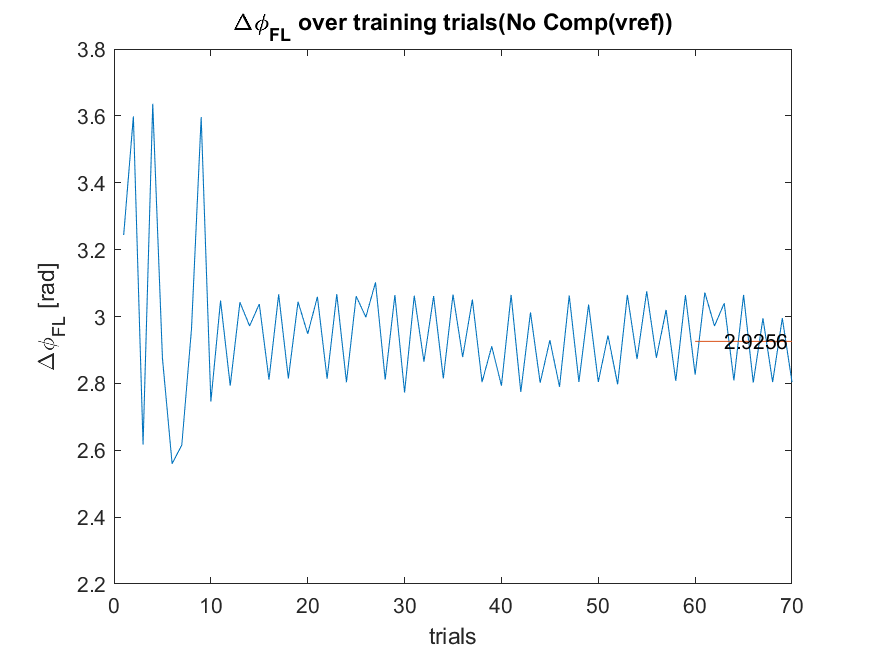 Δϕ_FL over training trials(No Comp(vref))
3.8
3.6
3.4
3.2
3
2.8
2.6
2.4
2.2
Δϕ_FL [rad]
2.9256
0 10 20 30 40 50 60 70
trials